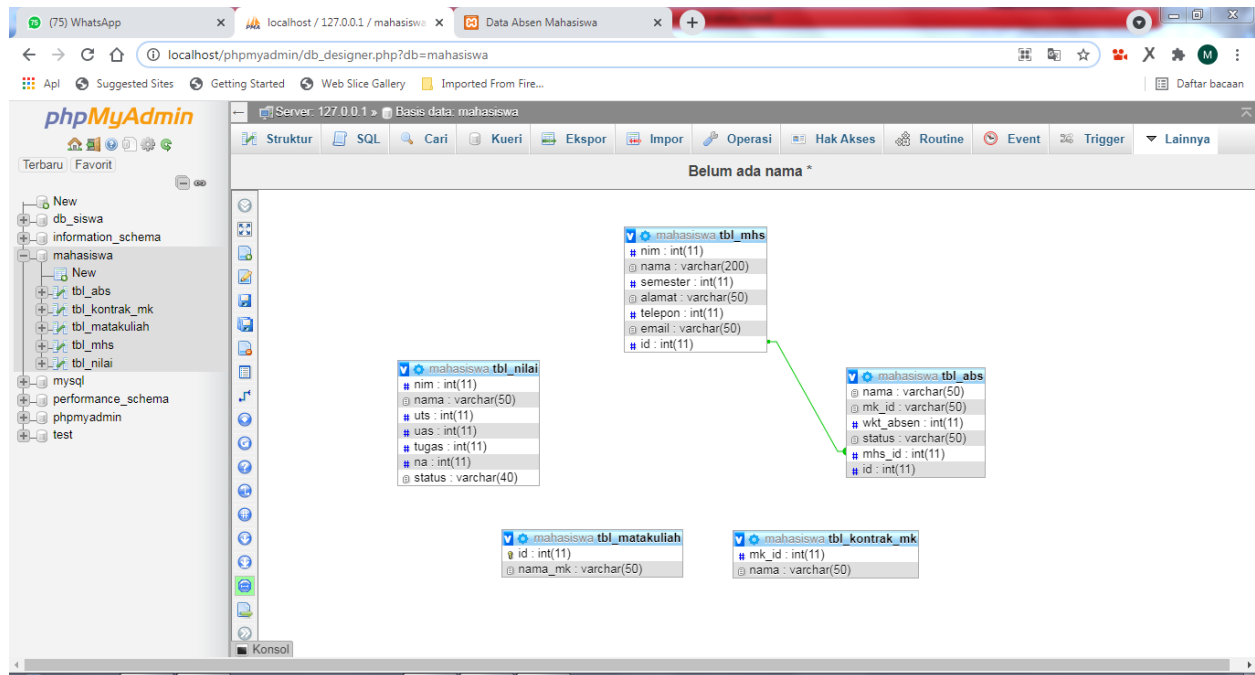 (75) WhatsApp
localhost / 127.0.0.1 / mahasiswa
Data Absen Mahasiswa
localhost/phpmyadmin/db_designer.php?db=mahasiswa
M
Apl Suggested Sites Getting Started Web Slice Gallery Imported From Fire... Daftar bacaan
phpMyAdmin
Terbaru Favorit
New
db_siswa
information_schema
mahasiswa
New
tbl_abs
tbl_kontrak_mk
tbl_matakuliah
tbl_mhs
tbl_nilai
mysql
performance_schema
phpmyadmin
test
Server: 127.0.0.1 » Basis data: mahasiswa
Struktur SQL Cari Kueri Ekspor Impor Operasi Hak Akses Routine Event Trigger Lainnya
Belum ada nama *
mahasiswa tbl_mhs
nim : int(11)
nama : varchar(200)
semester : int(11)
alamat : varchar(50)
telepon : int(11)
email : varchar(50)
id : int(11)
mahasiswa tbl_nilai
nim : int(11)
nama : varchar(50)
uts : int(11)
uas : int(11)
tugas : int(11)
na : int(11)
status : varchar(40)
mahasiswa tbl_abs
nama : varchar(50)
mk_id : varchar(50)
wkt_absen : int(11)
status : varchar(50)
mhs_id : int(11)
id : int(11)
mahasiswa tbl_matakuliah
id : int(11)
nama_mk : varchar(50)
mahasiswa tbl_kontrak_mk
mk_id : int(11)
nama : varchar(50)
Konsol